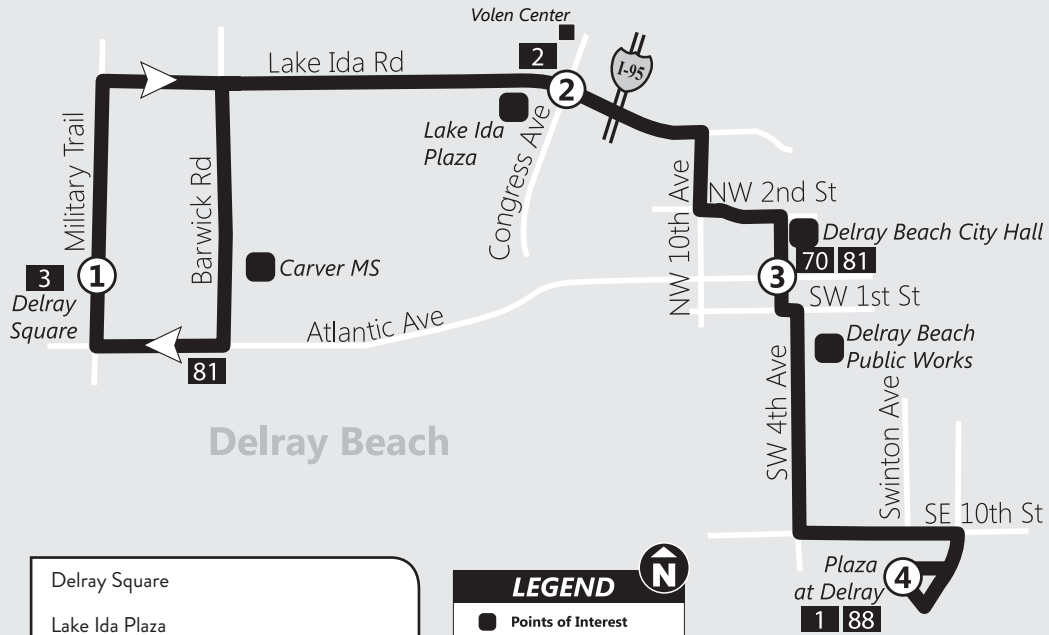 Volen Center
2
I-95
Lake Ida Rd
2
Lake Ida
Plaza
Congress Ave
Military Trail
Barwick Rd
NW 10th Ave
NW 2nd St
Delray Beach City Hall
70 81
3
1
Carver MS
3
Delray
Square
SW 1st St
Atlantic Ave
Delray Beach
Public Works
81
SW 4th Ave
Swinton Ave
Delray Beach
SE 10th St
Plaza
at Delray
4
1 88
Delray Square
Lake Ida Plaza
N
LEGEND
Points of Interest